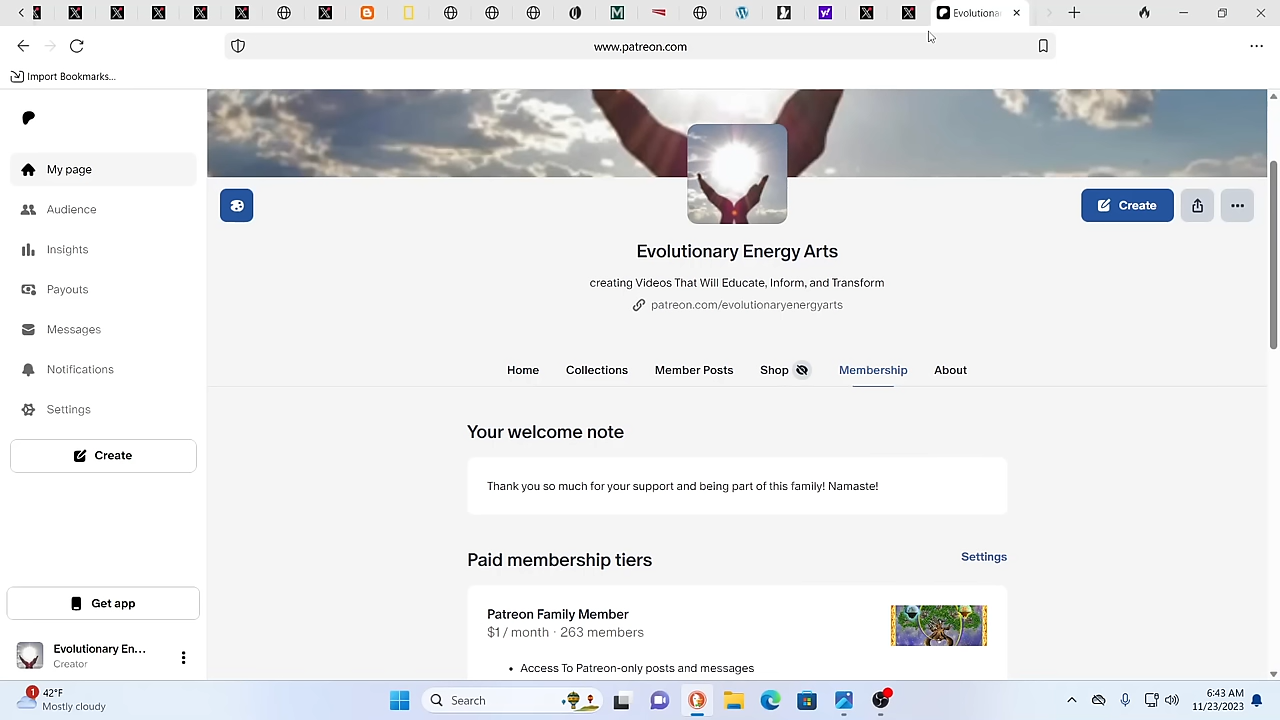 Evolutiona
www.patreon.com
Import Bookmarks...
My page
Audience
Insights
Payouts
Messages
Notifications
Settings
Create
Get app
Evolutionary En...
Creator
Create
Evolutionary Energy Arts
creating Videos That Will Educate, Inform, and Transform
patreon.com/evolutionaryenergyarts
Home Collections Member Posts Shop Membership About
Your welcome note
Thank you so much for your support and being part of this family! Namaste!
Paid membership tiers Settings
Patreon Family Member
$1 / month · 263 members
• Access To Patreon-only posts and messages
1
42°F
Mostly cloudy
Search
6:43 AM
11/23/2023